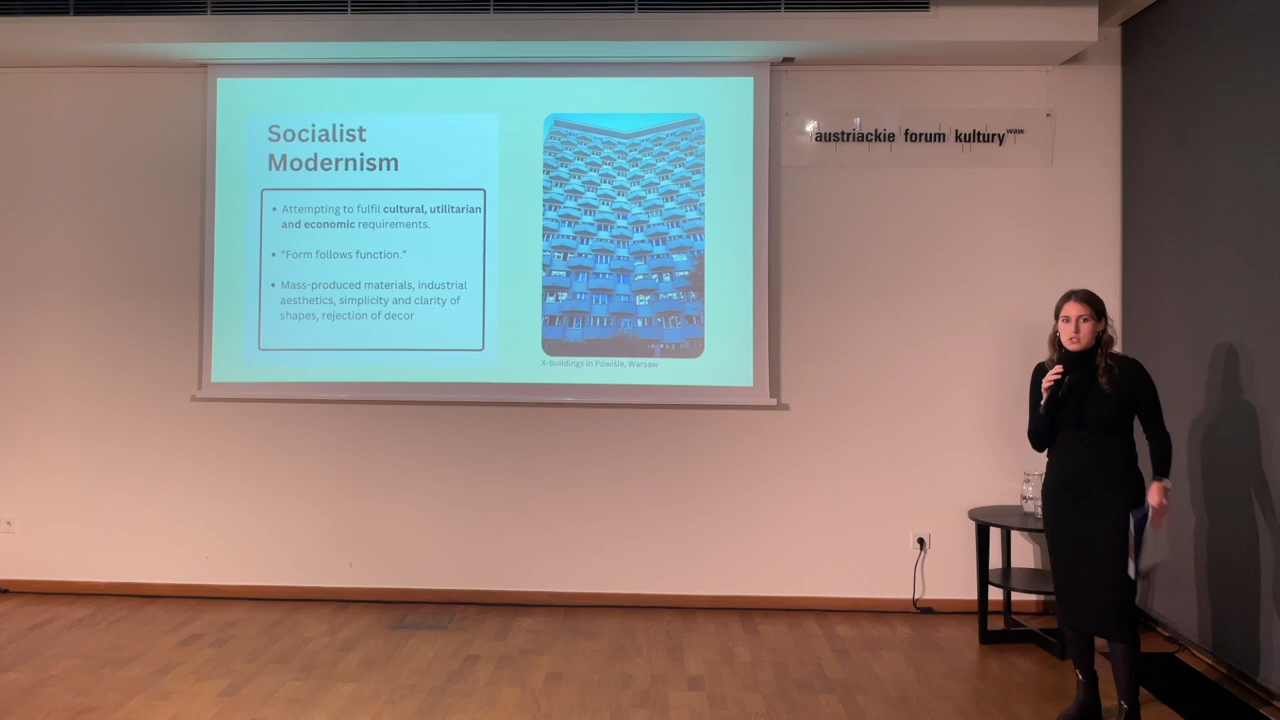 Socialist
Modernism
• Attempting to fulfil cultural, utilitarian
and economic requirements.
• "Form follows function."
• Mass-produced materials, industrial
aesthetics, simplicity and clarity of
shapes, rejection of decor
X-buildings in Powiśle, Warsaw
austriackie forum kultury waw